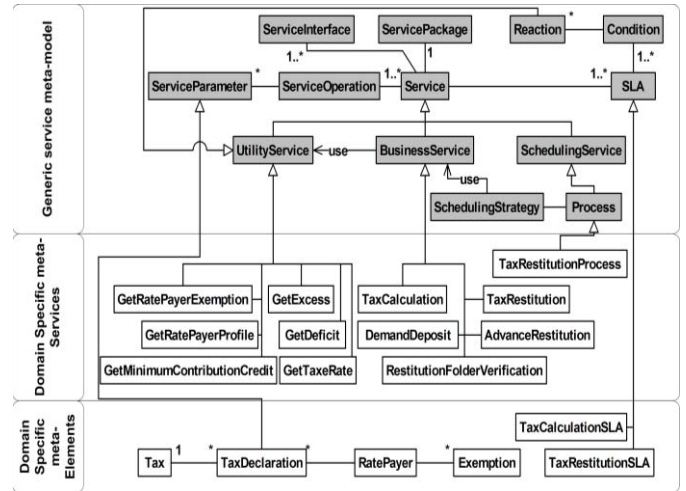 Generic service meta-model
ServiceInterface
ServicePackage
Reaction
*
Condition
1..*
1
1..*
ServiceParameter
*
ServiceOperation
1..*
Service
1..*
SLA
UtilityService
use
BusinessService
SchedulingService
use
SchedulingStrategy
Process
Domain Specific meta-
Services
TaxRestitutionProcess
GetRatePayerExemption
GetExcess
TaxCalculation
TaxRestitution
GetRatePayerProfile
GetDeficit
DemandDeposit
AdvanceRestitution
GetMinimumContributionCredit
GetTaxeRate
RestitutionFolderVerification
Domain
Specific
meta-
Elements
TaxCalculationSLA
Tax
1
*
TaxDeclaration
*
RatePayer
*
Exemption
TaxRestitutionSLA